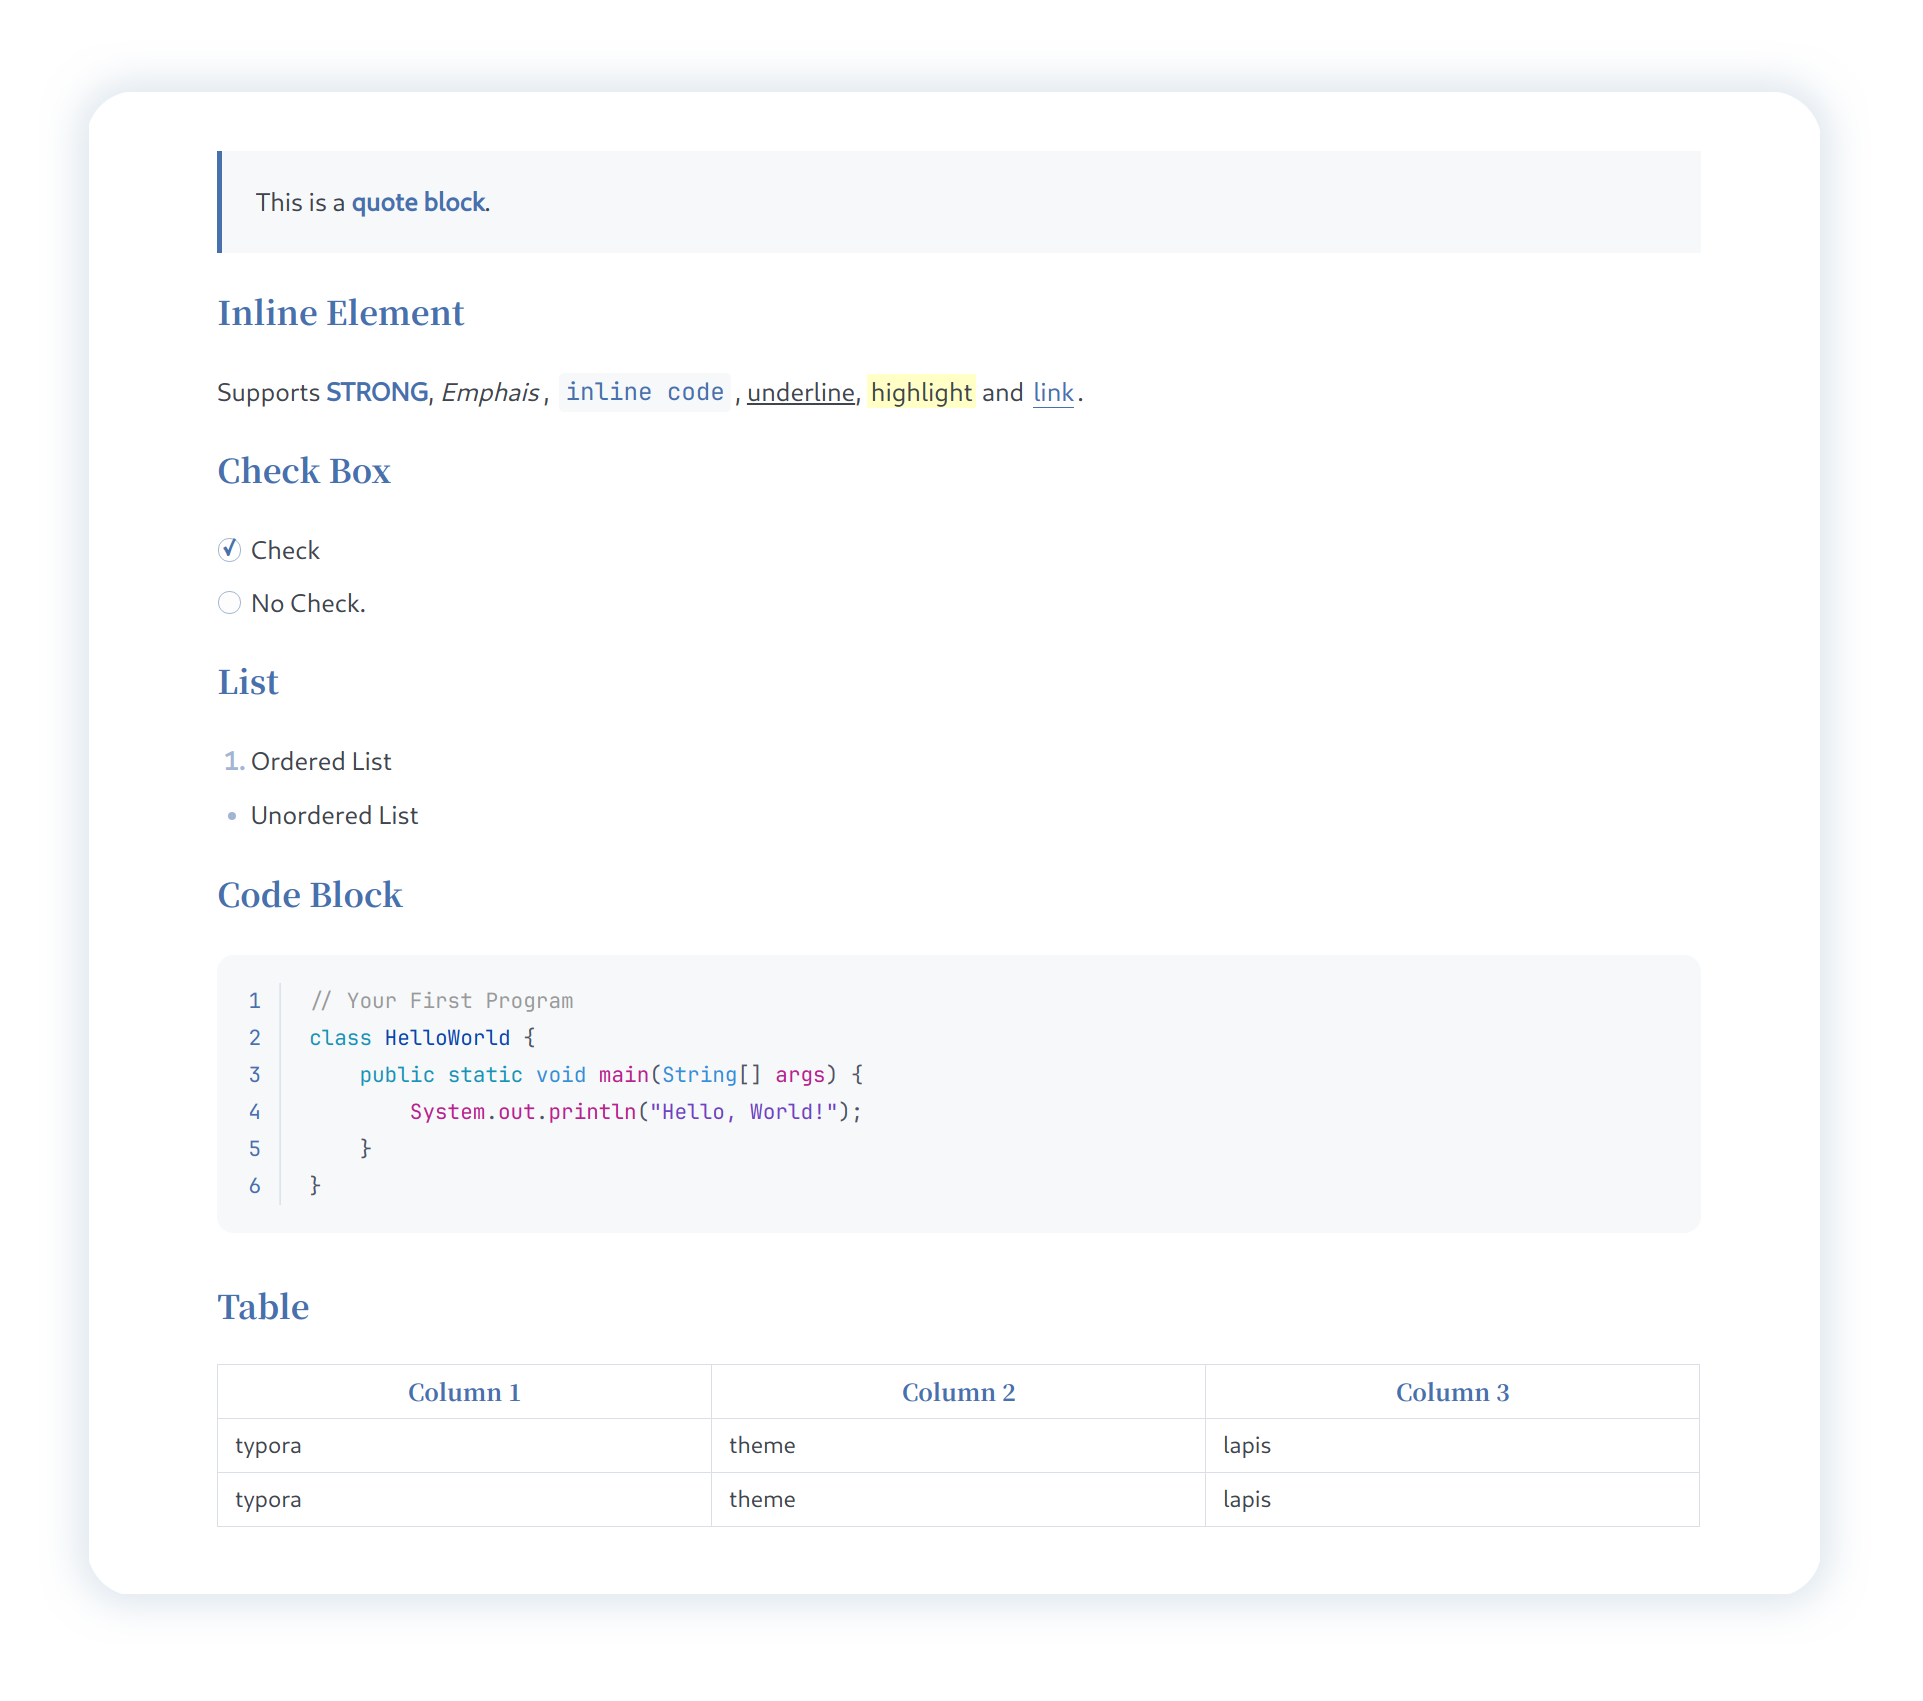 This is a quote block.
Inline Element
Supports STRONG, Emphais, inline code, underline, highlight and link.
Check Box
Check
No Check.
List
1. Ordered List
• Unordered List
Code Block
1 // Your First Program
2 class HelloWorld {
3     public static void main(String[] args) {
4         System.out.println("Hello, World!");
5     }
6 }
Table
Column 1 Column 2 Column 3
typora theme lapis
typora theme lapis